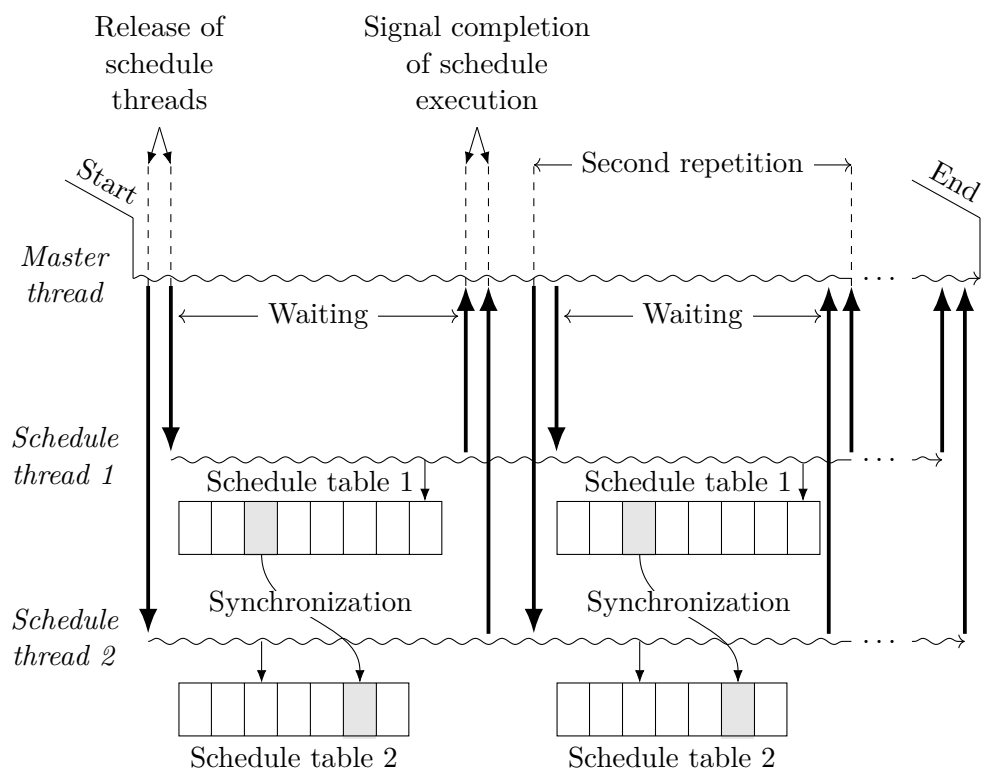 Release of
schedule
threads
Signal completion
of schedule
execution
Start
Second repetition
End
Master
thread
. . .
Waiting
Waiting
Schedule
thread 1
. . .
Schedule table 1
Schedule table 1
Synchronization
Synchronization
Schedule
thread 2
. . .
Schedule table 2
Schedule table 2